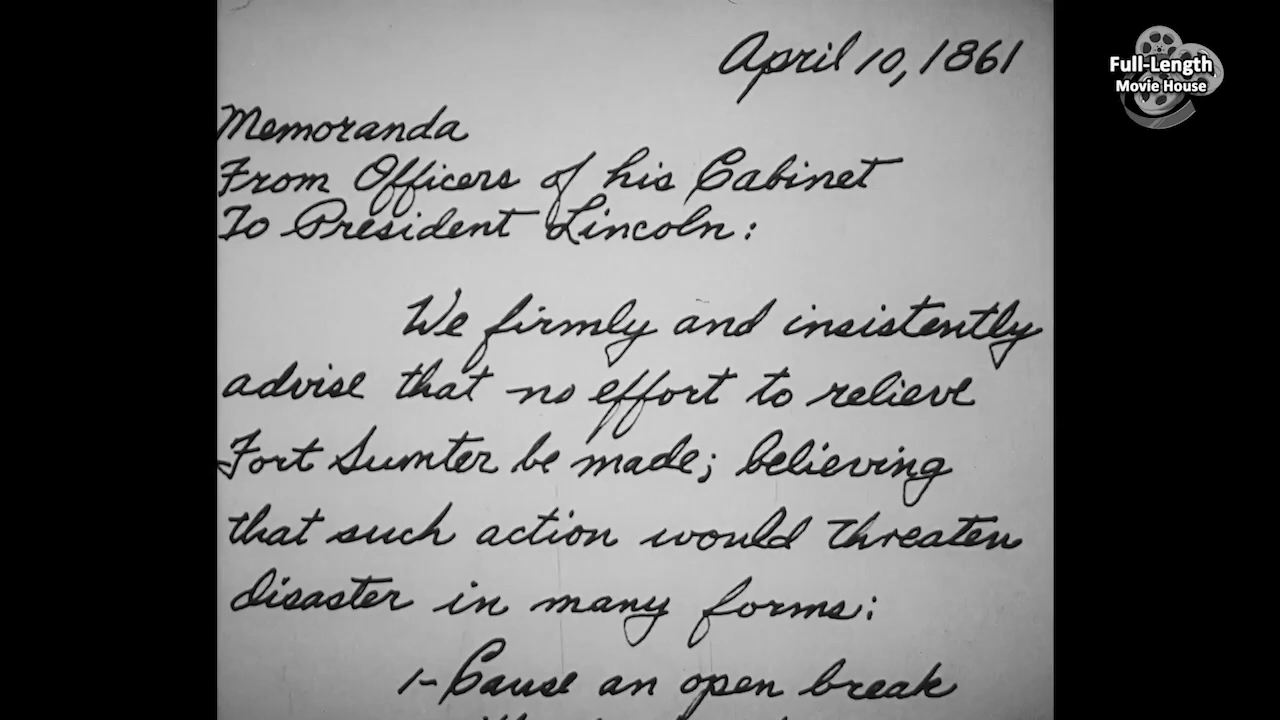 April 10, 1861
Full-Length
Movie House
Memoranda
From Officers of his Cabinet
To President Lincoln:
We firmly and insistently
advise that no effort to relieve
Fort Sumter be made; believing
that such action would threaten
disaster in many forms:
1- Cause an open break